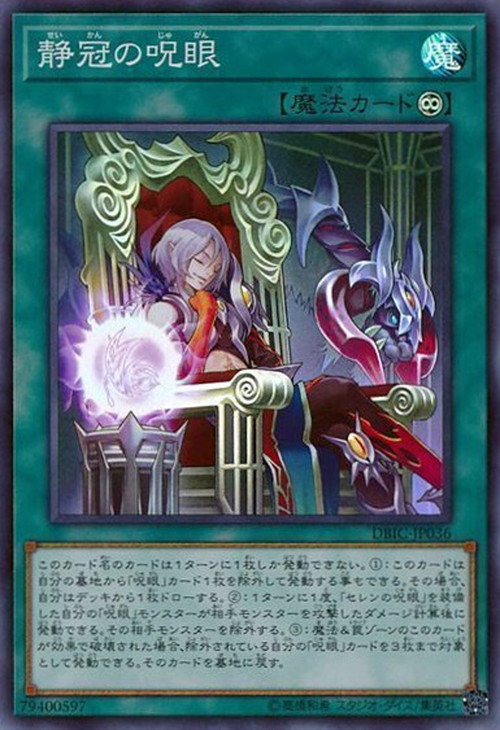 静冠の呪眼
魔
【魔法カード】
DBIC-JP036
このカード名のカードは1ターンに1枚しか発動できない。①:このカードは
自分の墓地から「呪眼」カード1枚を除外して発動する事もできる。その場合、
自分はデッキから1枚ドローする。②:1ターンに1度、「セレンの呪眼」を装備
した自分の「呪眼」モンスターが相手モンスターを攻撃したダメージ計算後に
発動できる。その相手モンスターを除外する。③:魔法&罠ゾーンのこのカード
が効果で破壊された場合、除外されている自分の「呪眼」カードを3枚まで対象
として発動できる。そのカードを墓地に戻す。
79400597
©高橋和希 スタジオ・ダイス/集英社